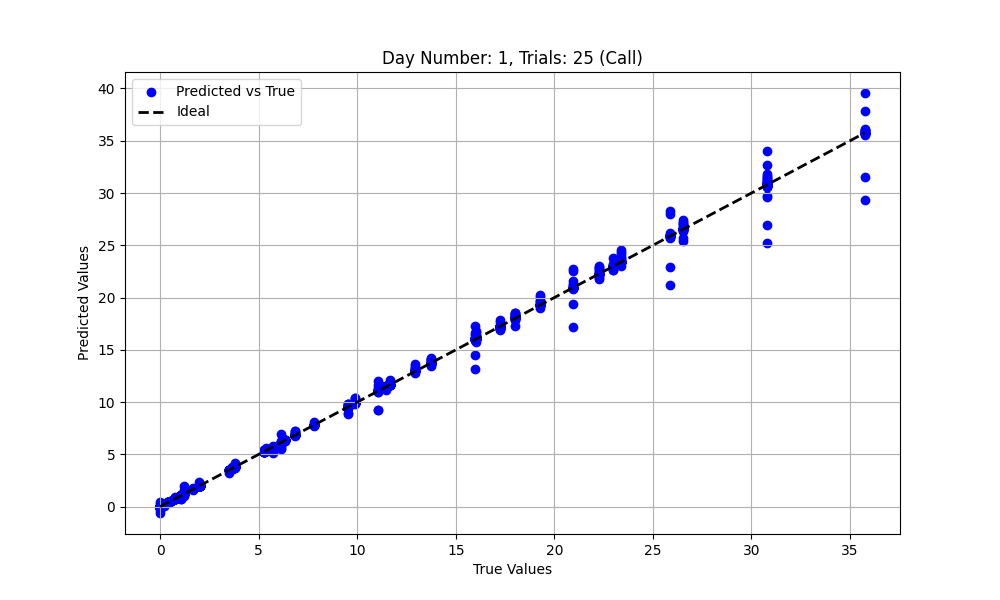 Day Number: 1, Trials: 25 (Call)
Predicted vs True
Ideal
Predicted Values
40
35
30
25
20
15
10
5
0
0 5 10 15 20 25 30 35
True Values